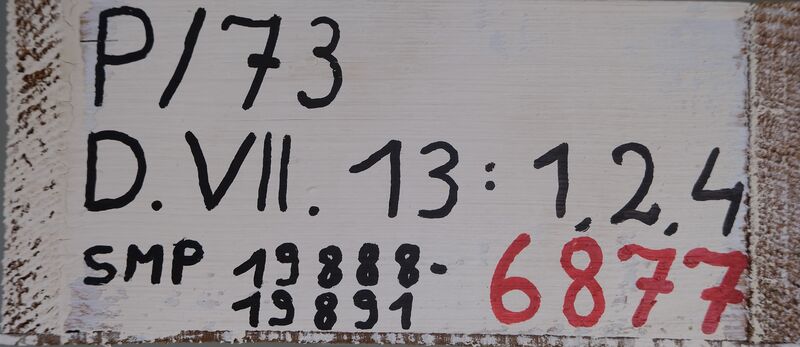 P/73
D. VII. 13: 1,2,4
SMP 19888-
19891
6877